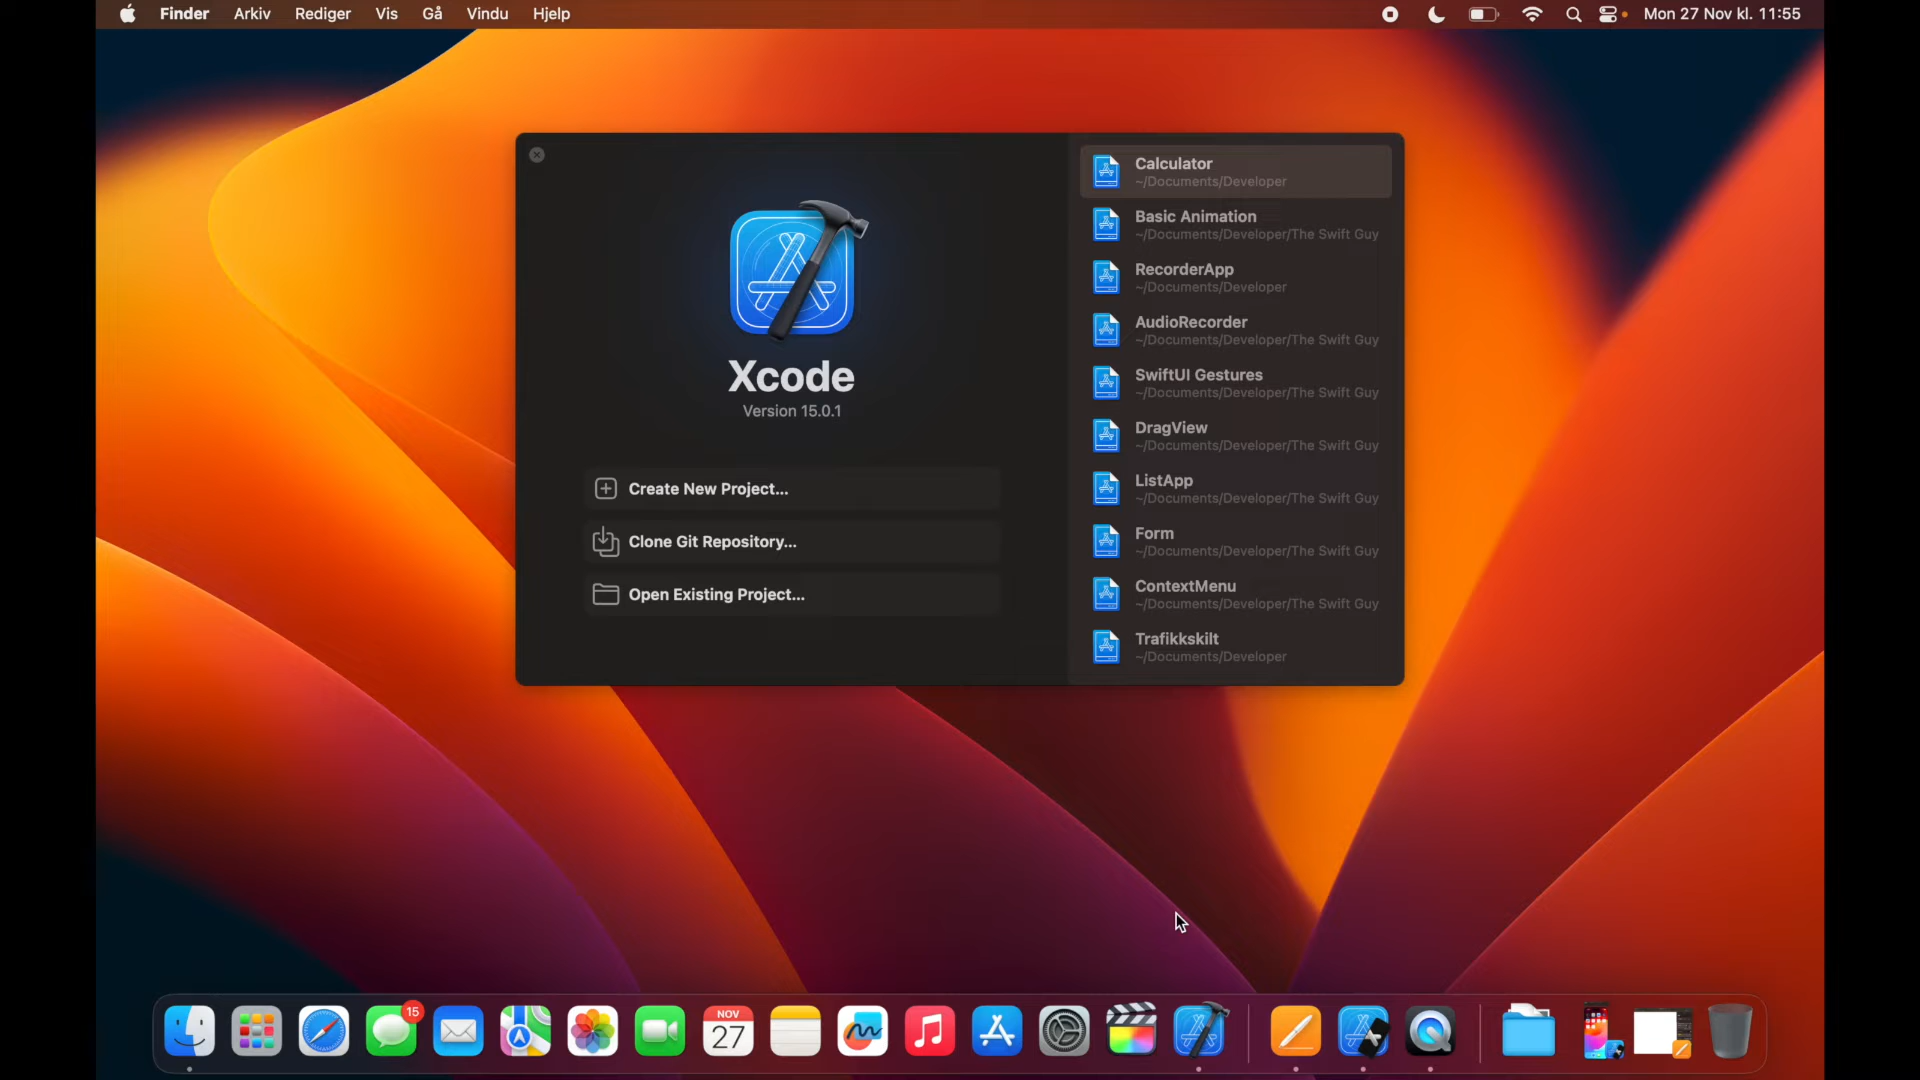 Finder Arkiv Rediger Vis Gå Vindu Hjelp Mon 27 Nov kl. 11:55
Xcode
Version 15.0.1
Create New Project...
Clone Git Repository...
Open Existing Project...
Calculator
~/Documents/Developer
Basic Animation
~/Documents/Developer/The Swift Guy
RecorderApp
~/Documents/Developer
AudioRecorder
~/Documents/Developer/The Swift Guy
SwiftUI Gestures
~/Documents/Developer/The Swift Guy
DragView
~/Documents/Developer/The Swift Guy
ListApp
~/Documents/Developer/The Swift Guy
Form
~/Documents/Developer/The Swift Guy
ContextMenu
~/Documents/Developer/The Swift Guy
Trafikkskilt
~/Documents/Developer
15
NOV
27